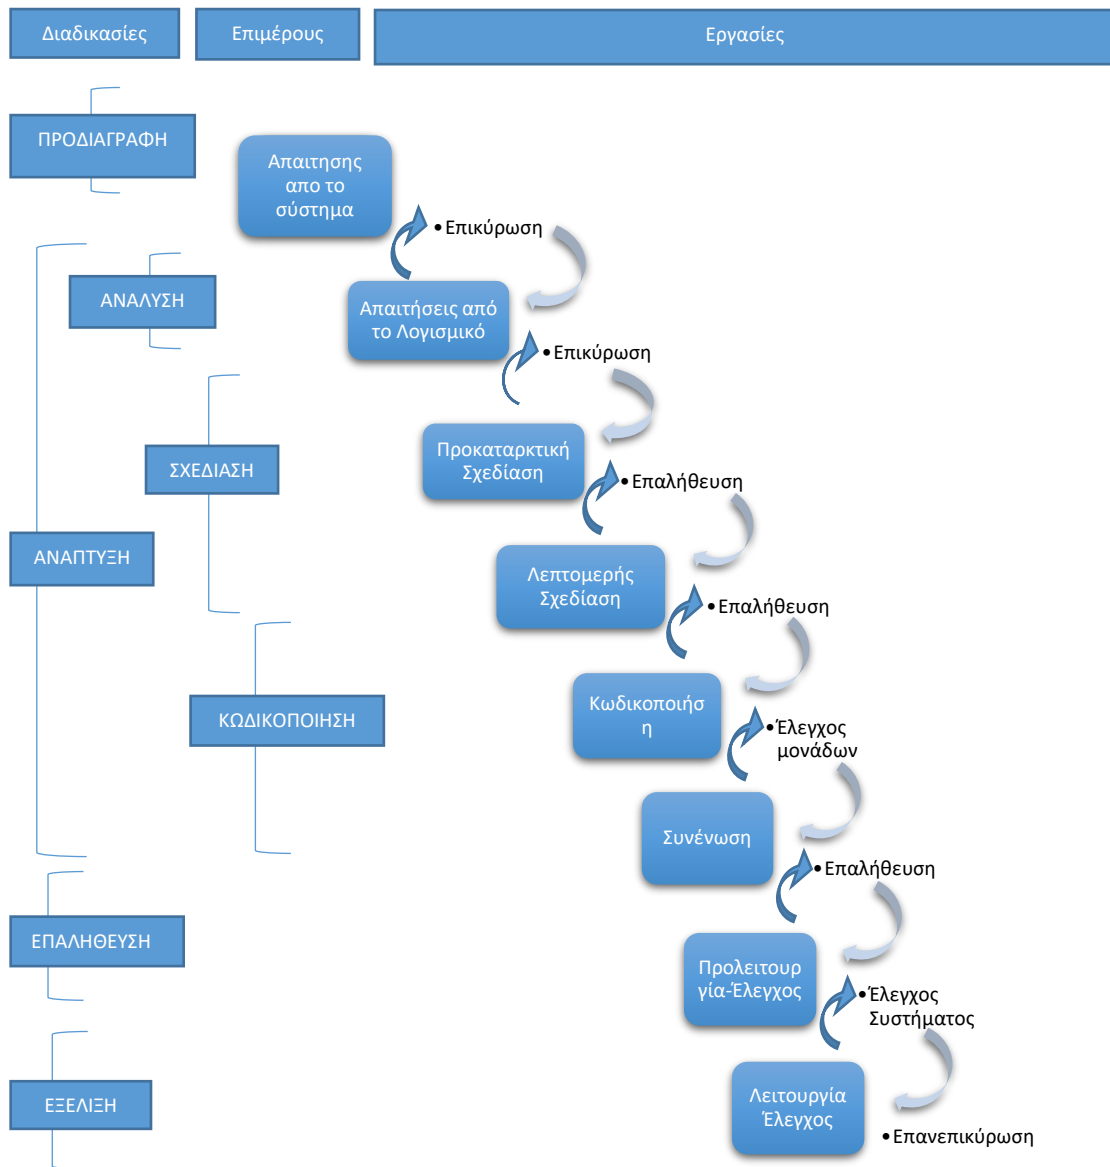 Διαδικασίες
Επιμέρους
Εργασίες
ΠΡΟΔΙΑΓΡΑΦΗ
Απαιτησης
απο το
σύστημα
• Επικύρωση
ΑΝΑΛΥΣΗ
Απαιτήσεις από
το Λογισμικό
• Επικύρωση
ΣΧΕΔΙΑΣΗ
Προκαταρκτική
Σχεδίαση
• Επαλήθευση
ΑΝΑΠΤΥΞΗ
Λεπτομερής
Σχεδίαση
• Επαλήθευση
ΚΩΔΙΚΟΠΟΙΗΣΗ
Κωδικοποιήσ
η
• Έλεγχος
μονάδων
Συνένωση
• Επαλήθευση
ΕΠΑΛΗΘΕΥΣΗ
Προλειτουρ
γία-Έλεγχος
• Έλεγχος
Συστήματος
ΕΞΕΛΙΞΗ
Λειτουργία
Έλεγχος
• Επανεπικύρωση